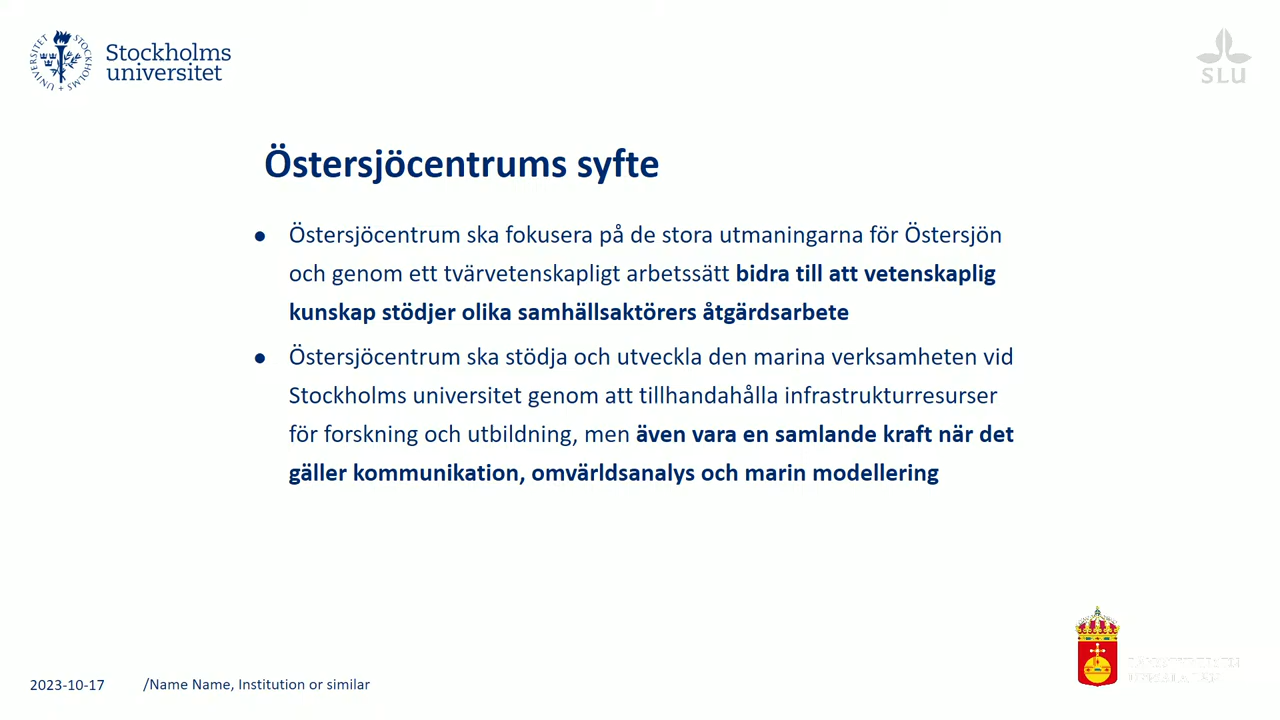 Stockholms
universitet
UNIVERSITET STOCKHOLMS
SLU
Östersjöcentrums syfte
● Östersjöcentrum ska fokusera på de stora utmaningarna för Östersjön
och genom ett tvärvetenskapligt arbetssätt bidra till att vetenskaplig
kunskap stödjer olika samhällsaktörers åtgärdsarbete
● Östersjöcentrum ska stödja och utveckla den marina verksamheten vid
Stockholms universitet genom att tillhandahålla infrastrukturresurser
för forskning och utbildning, men även vara en samlande kraft när det
gäller kommunikation, omvärldsanalys och marin modellering
2023-10-17
/Name Name, Institution or similar